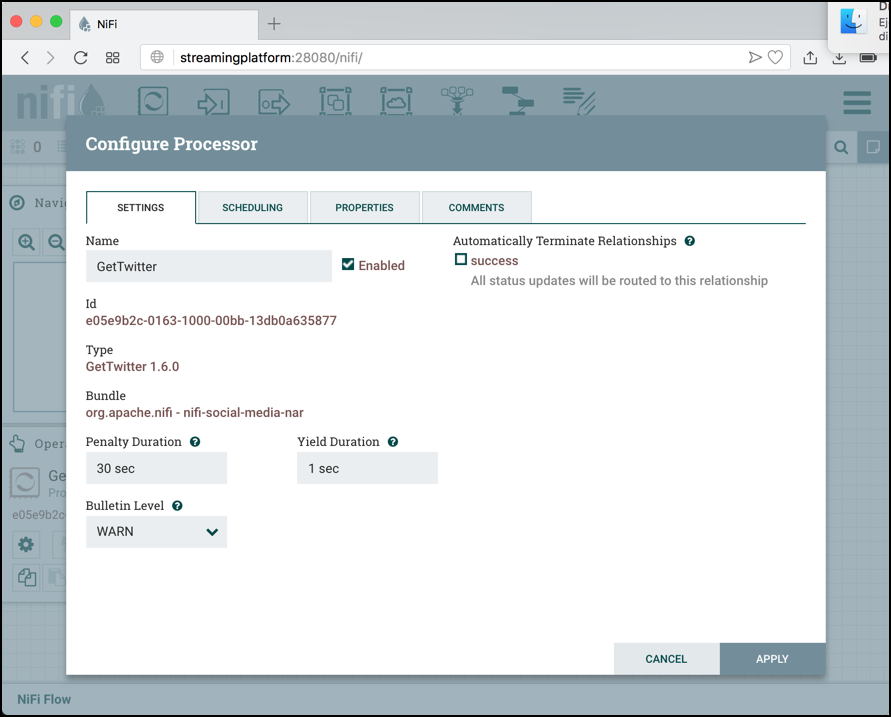 NiFi
D
Ej
di
streamingplatform:28080/nifi/
nifi
0
Configure Processor
Navi
SETTINGS
SCHEDULING
PROPERTIES
COMMENTS
Name
GetTwitter
Enabled
Automatically Terminate Relationships
success
All status updates will be routed to this relationship
Id
e05e9b2c-0163-1000-00bb-13db0a635877
Type
GetTwitter 1.6.0
Bundle
org.apache.nifi - nifi-social-media-nar
Penalty Duration
Yield Duration
30 sec
1 sec
Opera
Ge
Pro
e05e9b2c
Bulletin Level
WARN
CANCEL
APPLY
NiFi Flow